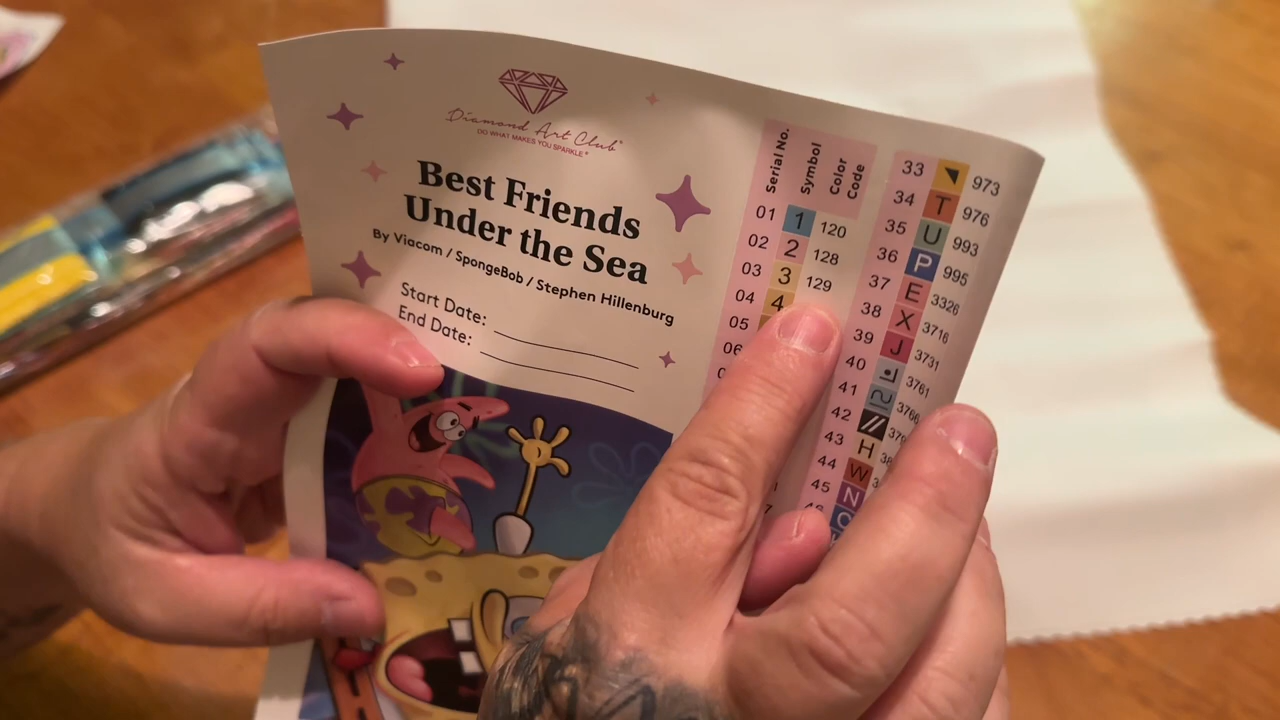 Diamond Art Club®
DO WHAT MAKES YOU SPARKLE®
Best Friends
Under the Sea
By Viacom / SpongeBob / Stephen Hillenburg
Start Date:
End Date:
Serial No. Symbol Color Code
01 1 120
02 2 128
03 3 129
04 4
05
06
33 973
34 T 976
35 U 993
36 P 995
37 E 3326
38 X 3716
39 J 3731
40 3761
41 3766
42
43 H
44 W
45 N